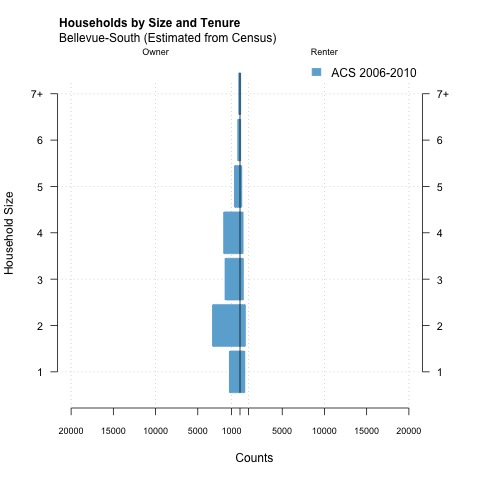 Households by Size and Tenure
Bellevue-South (Estimated from Census)
Owner Renter
ACS 2006-2010
7+ 7+
6 6
5 5
4 4
3 3
2 2
1 1
Household Size
20000 15000 10000 5000 1000 5000 10000 15000 20000
Counts